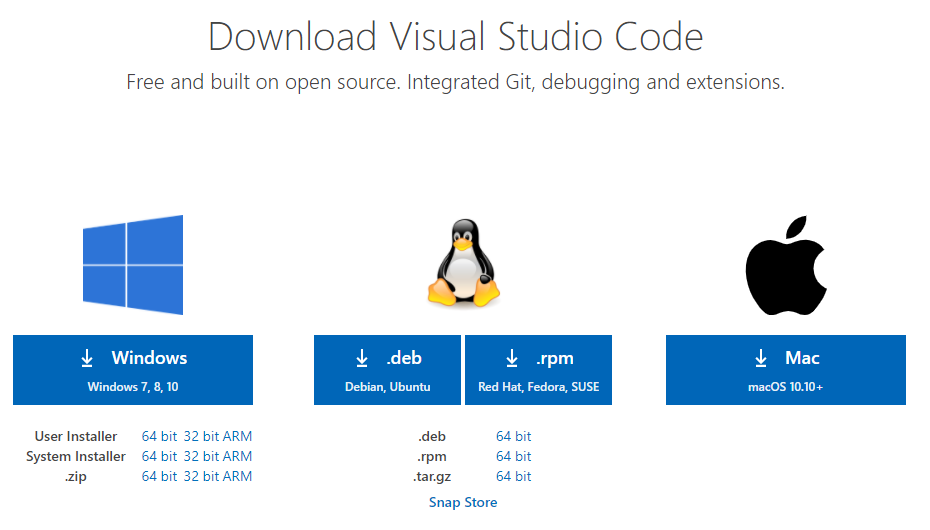 Download Visual Studio Code
Free and built on open source. Integrated Git, debugging and extensions.
Windows
Windows 7, 8, 10
User Installer 64 bit 32 bit ARM
System Installer 64 bit 32 bit ARM
.zip 64 bit 32 bit ARM
.deb
Debian, Ubuntu
.rpm
Red Hat, Fedora, SUSE
.deb 64 bit
.rpm 64 bit
.tar.gz 64 bit
Snap Store
Mac
macOS 10.10+